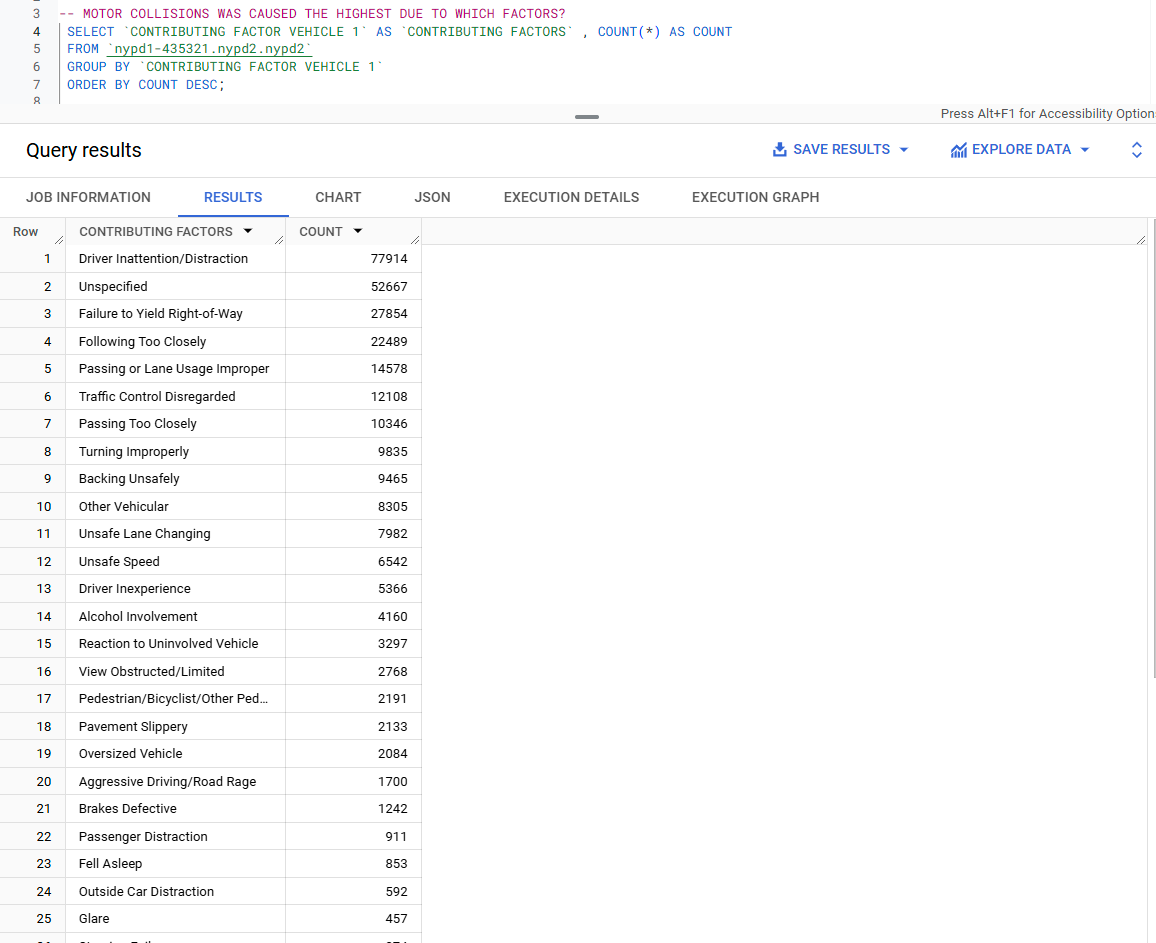 3 -- MOTOR COLLISIONS WAS CAUSED THE HIGHEST DUE TO WHICH FACTORS?
4 SELECT `CONTRIBUTING FACTOR VEHICLE 1` AS `CONTRIBUTING FACTORS` , COUNT(*) AS COUNT
5 FROM `nypd1-435321.nypd2.nypd2`
6 GROUP BY `CONTRIBUTING FACTOR VEHICLE 1`
7 ORDER BY COUNT DESC;
8
Press Alt+F1 for Accessibility Option
Query results SAVE RESULTS EXPLORE DATA
JOB INFORMATION RESULTS CHART JSON EXECUTION DETAILS EXECUTION GRAPH
Row CONTRIBUTING FACTORS COUNT
1 Driver Inattention/Distraction 77914
2 Unspecified 52667
3 Failure to Yield Right-of-Way 27854
4 Following Too Closely 22489
5 Passing or Lane Usage Improper 14578
6 Traffic Control Disregarded 12108
7 Passing Too Closely 10346
8 Turning Improperly 9835
9 Backing Unsafely 9465
10 Other Vehicular 8305
11 Unsafe Lane Changing 7982
12 Unsafe Speed 6542
13 Driver Inexperience 5366
14 Alcohol Involvement 4160
15 Reaction to Uninvolved Vehicle 3297
16 View Obstructed/Limited 2768
17 Pedestrian/Bicyclist/Other Ped... 2191
18 Pavement Slippery 2133
19 Oversized Vehicle 2084
20 Aggressive Driving/Road Rage 1700
21 Brakes Defective 1242
22 Passenger Distraction 911
23 Fell Asleep 853
24 Outside Car Distraction 592
25 Glare 457